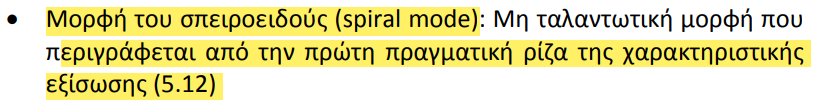 • Μορφή του σπειροειδούς (spiral mode): Μη ταλαντωτική μορφή που
περιγράφεται από την πρώτη πραγματική ρίζα της χαρακτηριστικής
εξίσωσης (5.12)